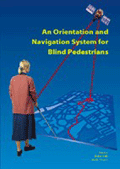 An Orientation and
Navigation System for
Blind Pedestrians